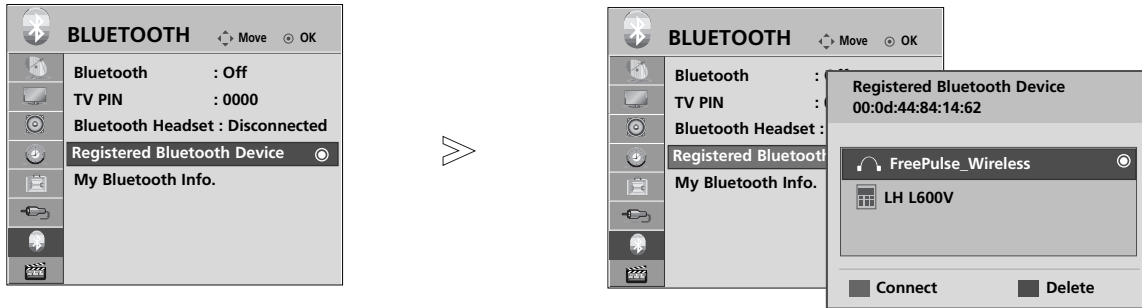 BLUETOOTH Move OK
Bluetooth : Off
TV PIN : 0000
Bluetooth Headset : Disconnected
Registered Bluetooth Device
My Bluetooth Info.
BLUETOOTH Move OK
Bluetooth :
TV PIN :
Bluetooth Headset :
Registered Bluetooth
My Bluetooth Info.
Registered Bluetooth Device
00:0d:44:84:14:62
FreePulse_Wireless
LH L600V
Connect Delete